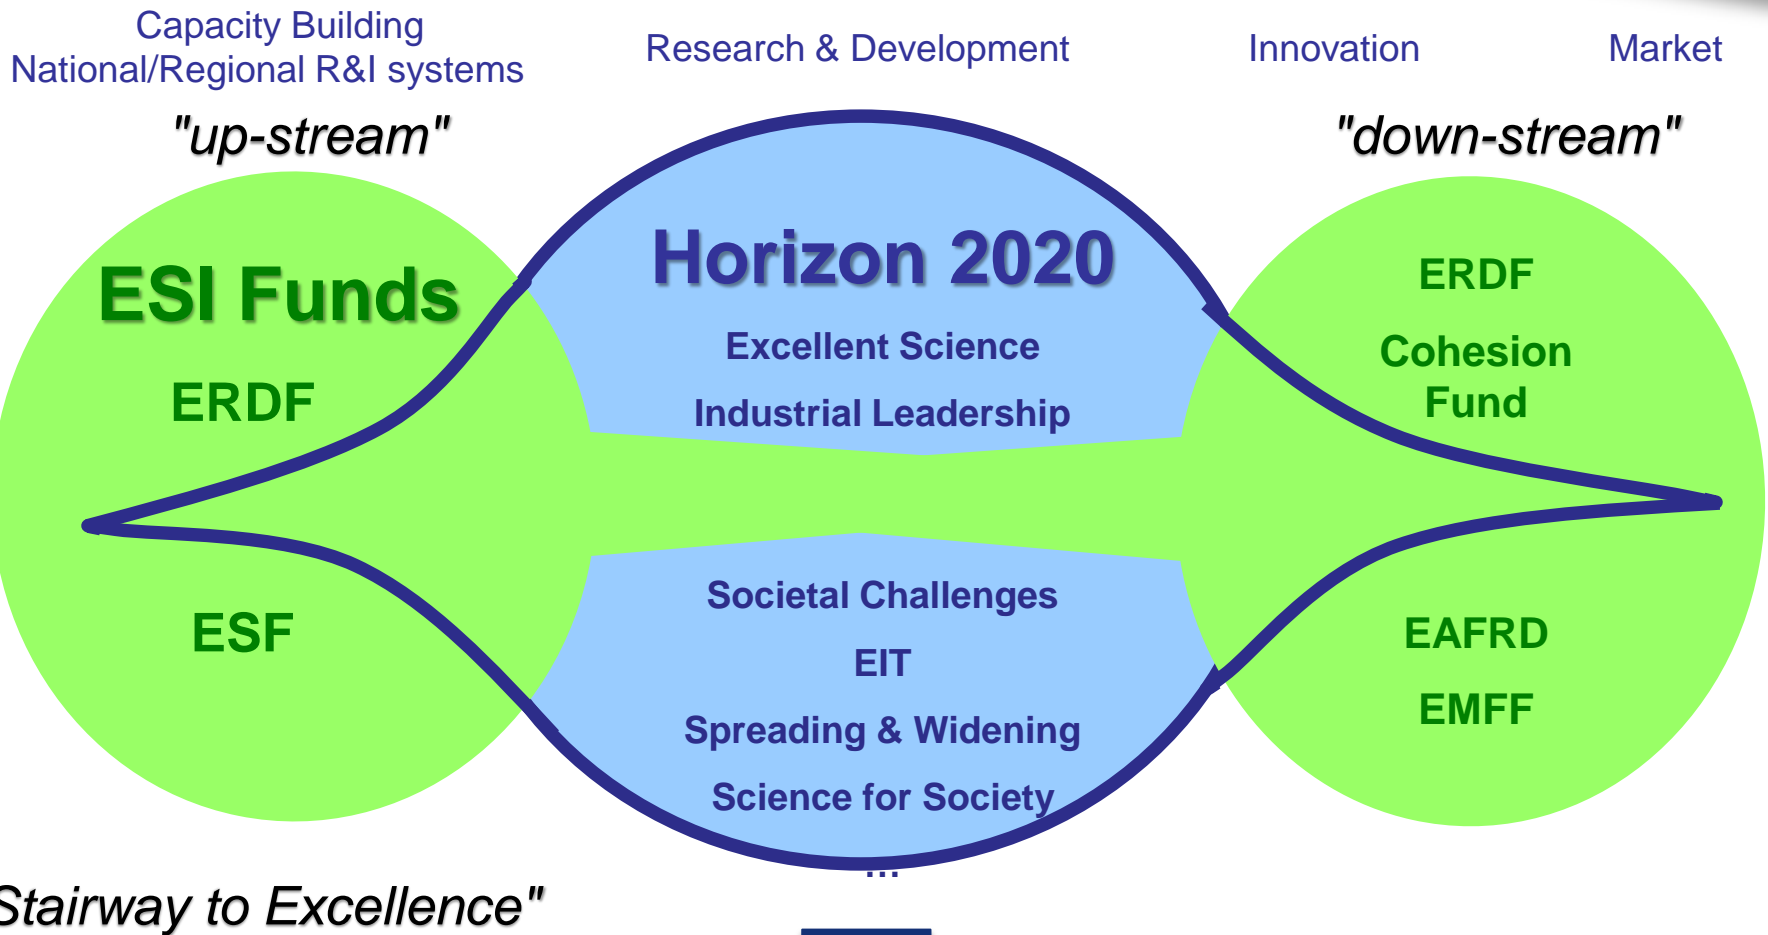 Capacity Building
National/Regional R&I systems
Research & Development
Innovation
Market
"up-stream"
"down-stream"
ESI Funds
ERDF
ESF
Horizon 2020
Excellent Science
Industrial Leadership
Societal Challenges
EIT
Spreading & Widening
Science for Society
...
ERDF
Cohesion
Fund
EAFRD
EMFF
Stairway to Excellence"